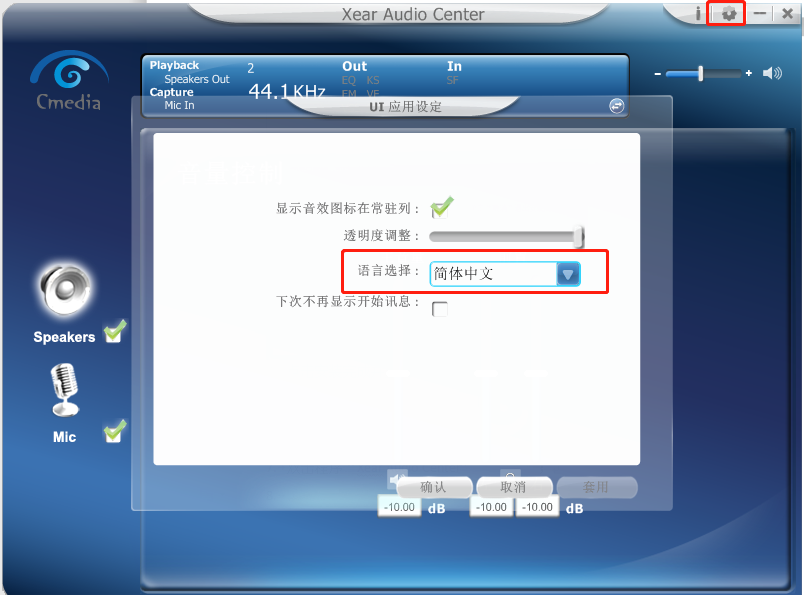 Xear Audio Center
i
Cmedia
Playback
Speakers Out
Capture
Mic In
2
44.1KHz
Out
EQ KS
EM VF
In
SF
- +
UI 应用设定
显示音效图标在常驻列：
透明度调整：
语言选择：
简体中文
下次不再显示开始讯息：
Speakers
Mic
确认
取消
套用
-10.00 dB
-10.00 -10.00 dB